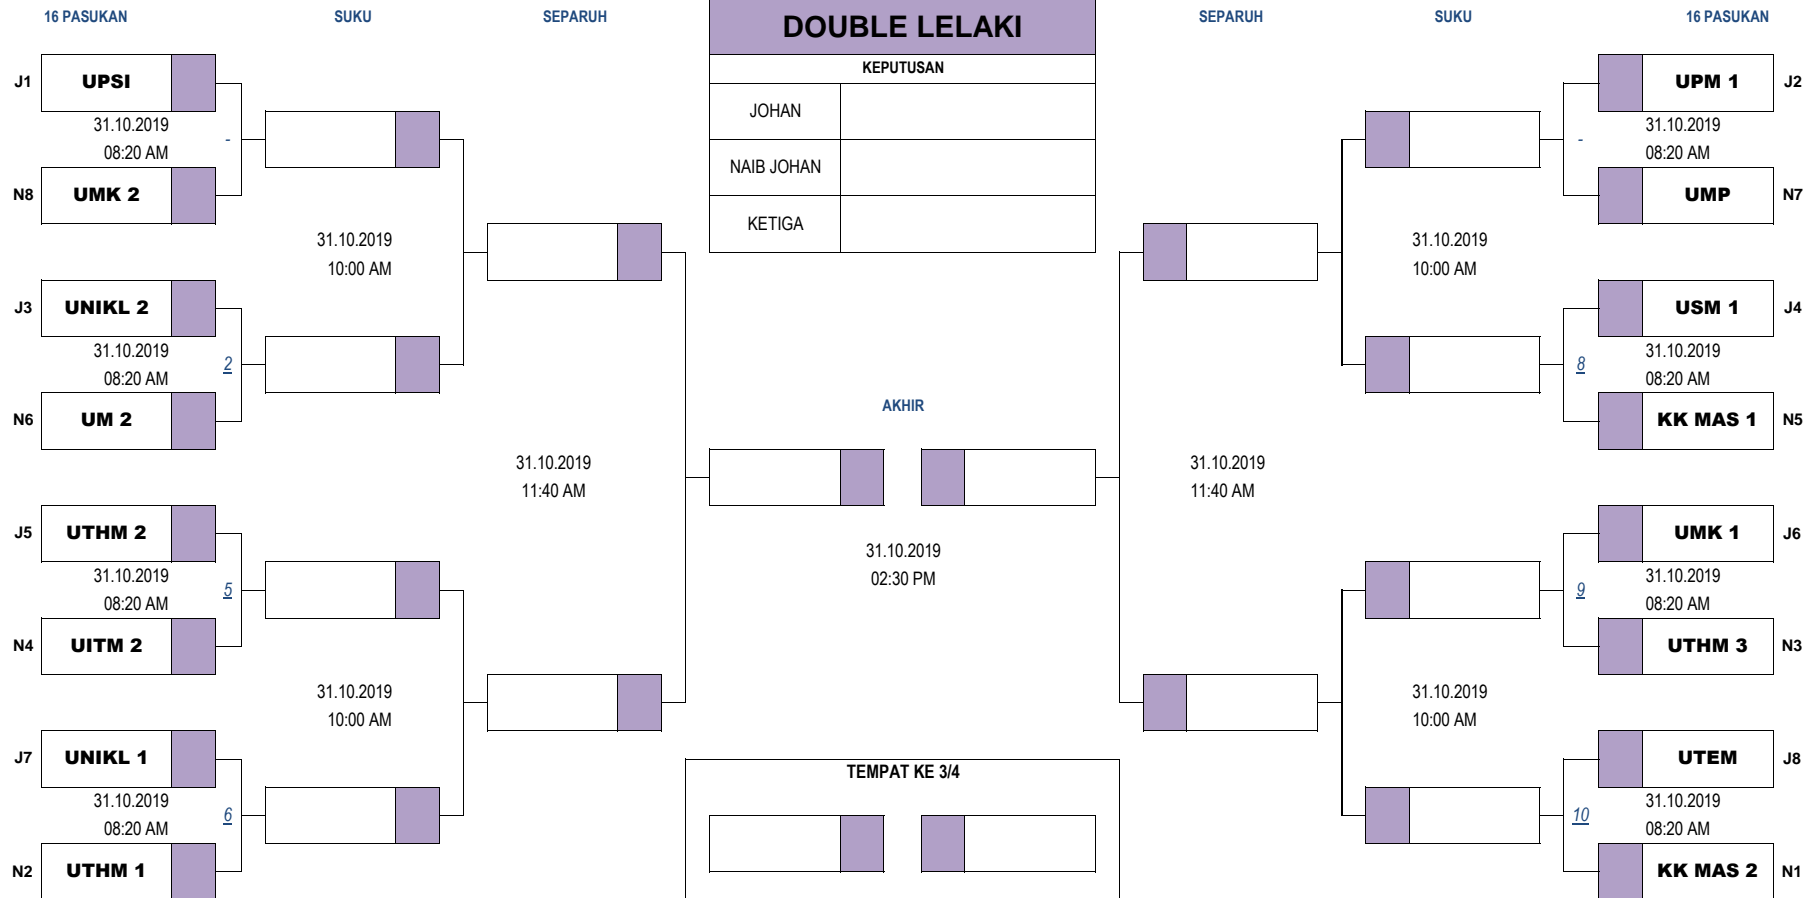 16 PASUKAN SUKU SEPARUH DOUBLE LELAKI SEPARUH SUKU 16 PASUKAN
KEPUTUSAN
J1 UPSI UPM 1 J2
JOHAN
31.10.2019 31.10.2019
- -
08:20 AM 08:20 AM
NAIB JOHAN
N8 UMK 2 UMP N7
KETIGA
31.10.2019 31.10.2019
10:00 AM 10:00 AM
J3 UNIKL 2 USM 1 J4
31.10.2019 31.10.2019
2 8
08:20 AM 08:20 AM
AKHIR
N6 UM 2 KK MAS 1 N5
31.10.2019 31.10.2019
11:40 AM 11:40 AM
J5 UTHM 2 UMK 1 J6
31.10.2019
31.10.2019 31.10.2019
02:30 PM
5 9
08:20 AM 08:20 AM
N4 UITM 2 UTHM 3 N3
31.10.2019 31.10.2019
10:00 AM 10:00 AM
J7 UNIKL 1 UTEM J8
TEMPAT KE 3/4
31.10.2019 31.10.2019
6 10
08:20 AM 08:20 AM
N2 UTHM 1 KK MAS 2 N1